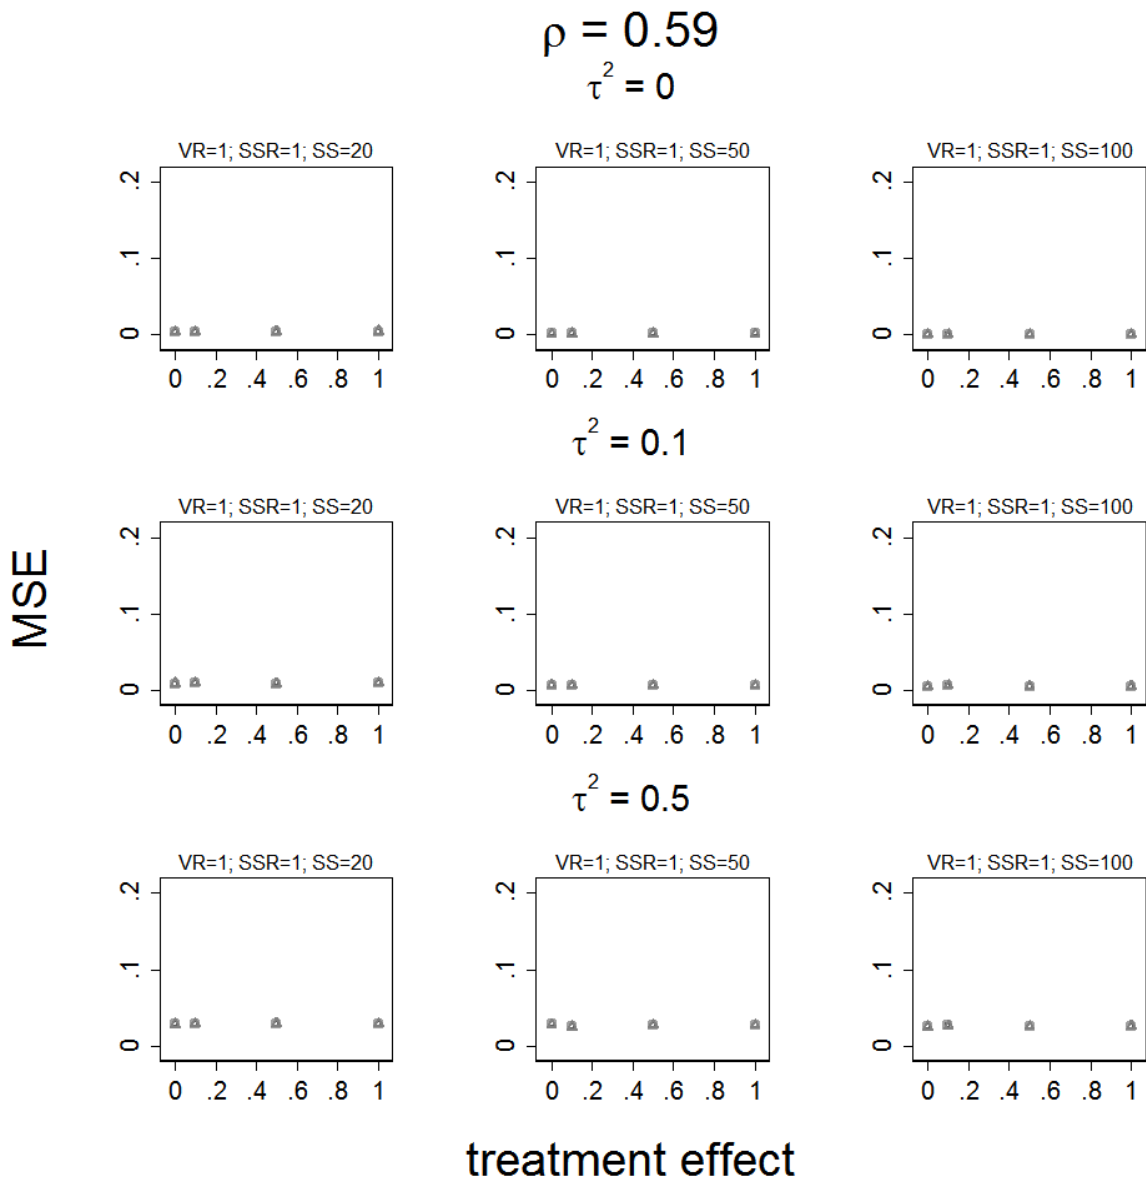 ρ = 0.59
τ² = 0
VR=1; SSR=1; SS=20
VR=1; SSR=1; SS=50
VR=1; SSR=1; SS=100
.2 .2 .2
.1 .1 .1
0 0 0
0 .2 .4 .6 .8 1 0 .2 .4 .6 .8 1 0 .2 .4 .6 .8 1
τ² = 0.1
VR=1; SSR=1; SS=20
VR=1; SSR=1; SS=50
VR=1; SSR=1; SS=100
.2 .2 .2
.1 .1 .1
0 0 0
0 .2 .4 .6 .8 1 0 .2 .4 .6 .8 1 0 .2 .4 .6 .8 1
MSE
τ² = 0.5
VR=1; SSR=1; SS=20
VR=1; SSR=1; SS=50
VR=1; SSR=1; SS=100
.2 .2 .2
.1 .1 .1
0 0 0
0 .2 .4 .6 .8 1 0 .2 .4 .6 .8 1 0 .2 .4 .6 .8 1
treatment effect